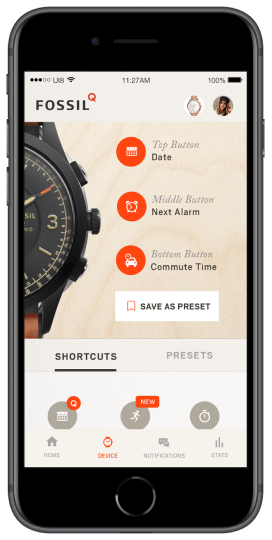 ●●●○○ UI8 11:27AM 100%
FOSSIL Q
Top Button
Date
Middle Button
Next Alarm
FOSSIL
Bottom Button
Commute Time
SAVE AS PRESET
SHORTCUTS PRESETS
Q NEW
HOME DEVICE NOTIFICATIONS STATS